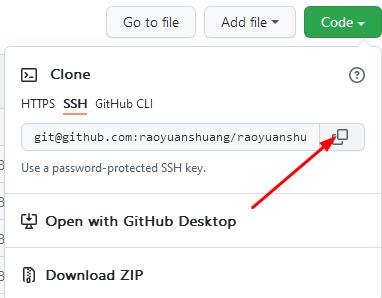 Go to file Add file Code
Clone
HTTPS SSH GitHub CLI
git@github.com:raoyuanshuang/raoyuanshu
Use a password-protected SSH key.
Open with GitHub Desktop
Download ZIP